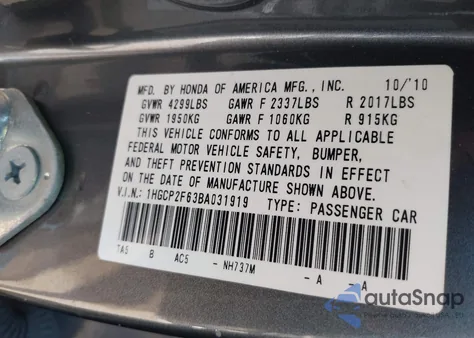 MFD. BY HONDA OF AMERICA MFG., INC. 10/'10
GVWR 4299LBS GAWR F 2337LBS R 2017LBS
GVWR 1950KG GAWR F 1060KG R 915KG
THIS VEHICLE CONFORMS TO ALL APPLICABLE
FEDERAL MOTOR VEHICLE SAFETY, BUMPER,
AND THEFT PREVENTION STANDARDS IN EFFECT
ON THE DATE OF MANUFACTURE SHOWN ABOVE.
V.I.N.: 1HGCP2F63BA031919 TYPE: PASSENGER CAR
TA5 B AC5 - NH737M - A A
autaSnap